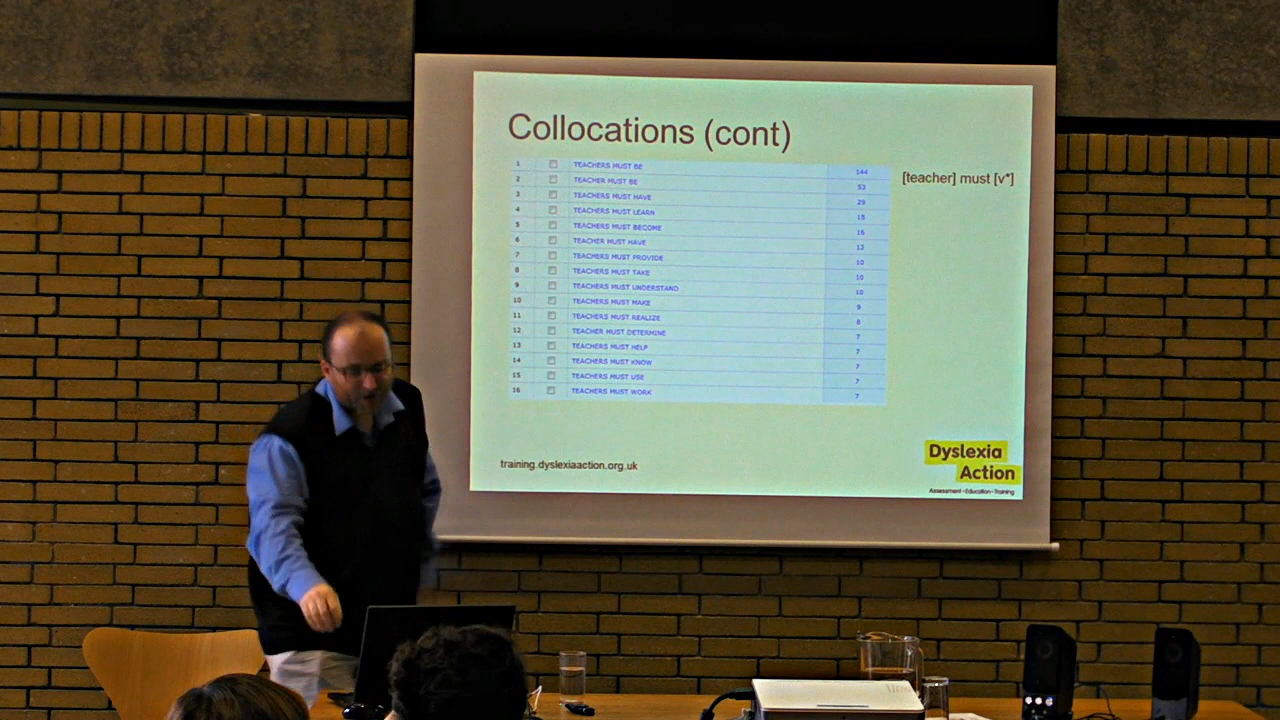 Collocations (cont)
[teacher] must [v*]
1 TEACHERS MUST BE 144
2 TEACHER MUST BE 53
3 TEACHERS MUST HAVE 29
4 TEACHERS MUST LEARN 18
5 TEACHERS MUST BECOME 16
6 TEACHER MUST HAVE 12
7 TEACHERS MUST PROVIDE 10
8 TEACHERS MUST TAKE 10
9 TEACHERS MUST UNDERSTAND 10
10 TEACHERS MUST MAKE 9
11 TEACHERS MUST REALIZE 8
12 TEACHER MUST DETERMINE 7
13 TEACHERS MUST HELP 7
14 TEACHERS MUST KNOW 7
15 TEACHERS MUST USE 7
16 TEACHERS MUST WORK 7
training.dyslexiaaction.org.uk
Dyslexia
Action
Assessment • Education • Training